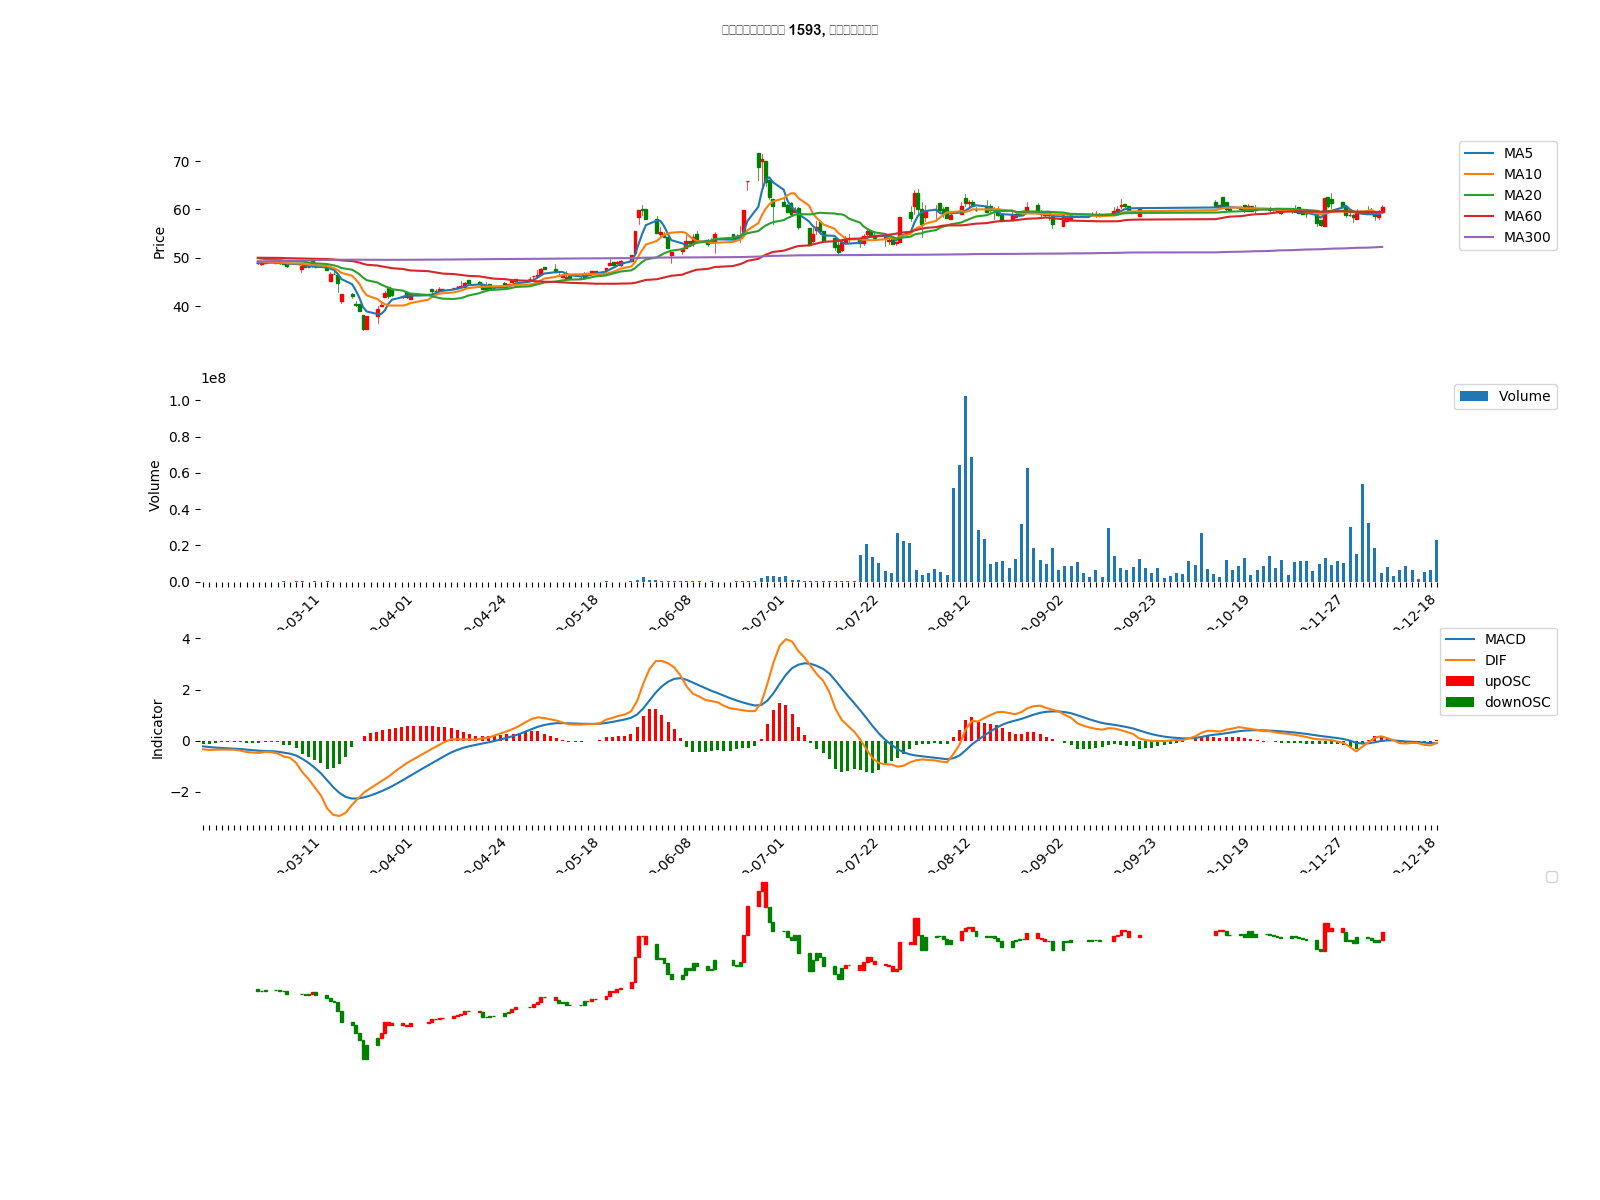 1593,
70
60
50
40
Price
MA5
MA10
MA20
MA60
MA300
1e8
1.0
0.8
0.6
0.4
0.2
0.0
Volume
Volume
-03-11
-04-01
-04-24
-05-18
-06-08
-07-01
-07-22
-08-12
-09-02
-09-23
-10-19
-11-27
-12-18
4
2
0
−2
Indicator
MACD
DIF
upOSC
downOSC
-03-11
-04-01
-04-24
-05-18
-06-08
-07-01
-07-22
-08-12
-09-02
-09-23
-10-19
-11-27
-12-18